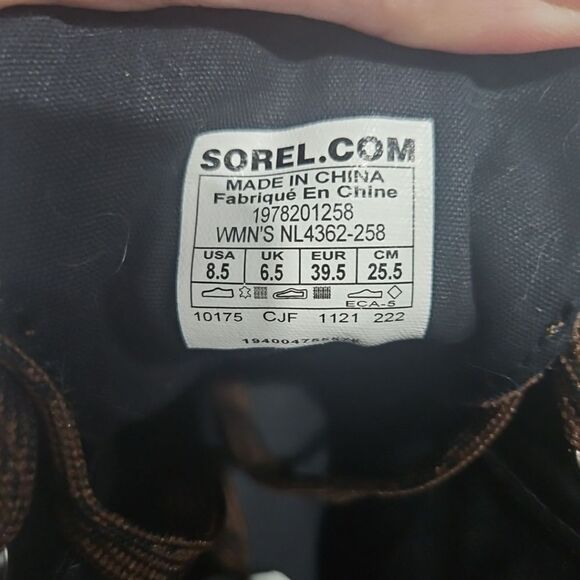 SOREL.COM
MADE IN CHINA
Fabriqué En Chine
1978201258
WMN'S NL4362-258
USA UK EUR CM
8.5 6.5 39.5 25.5
ECA-5
10175 CJF 1121 222